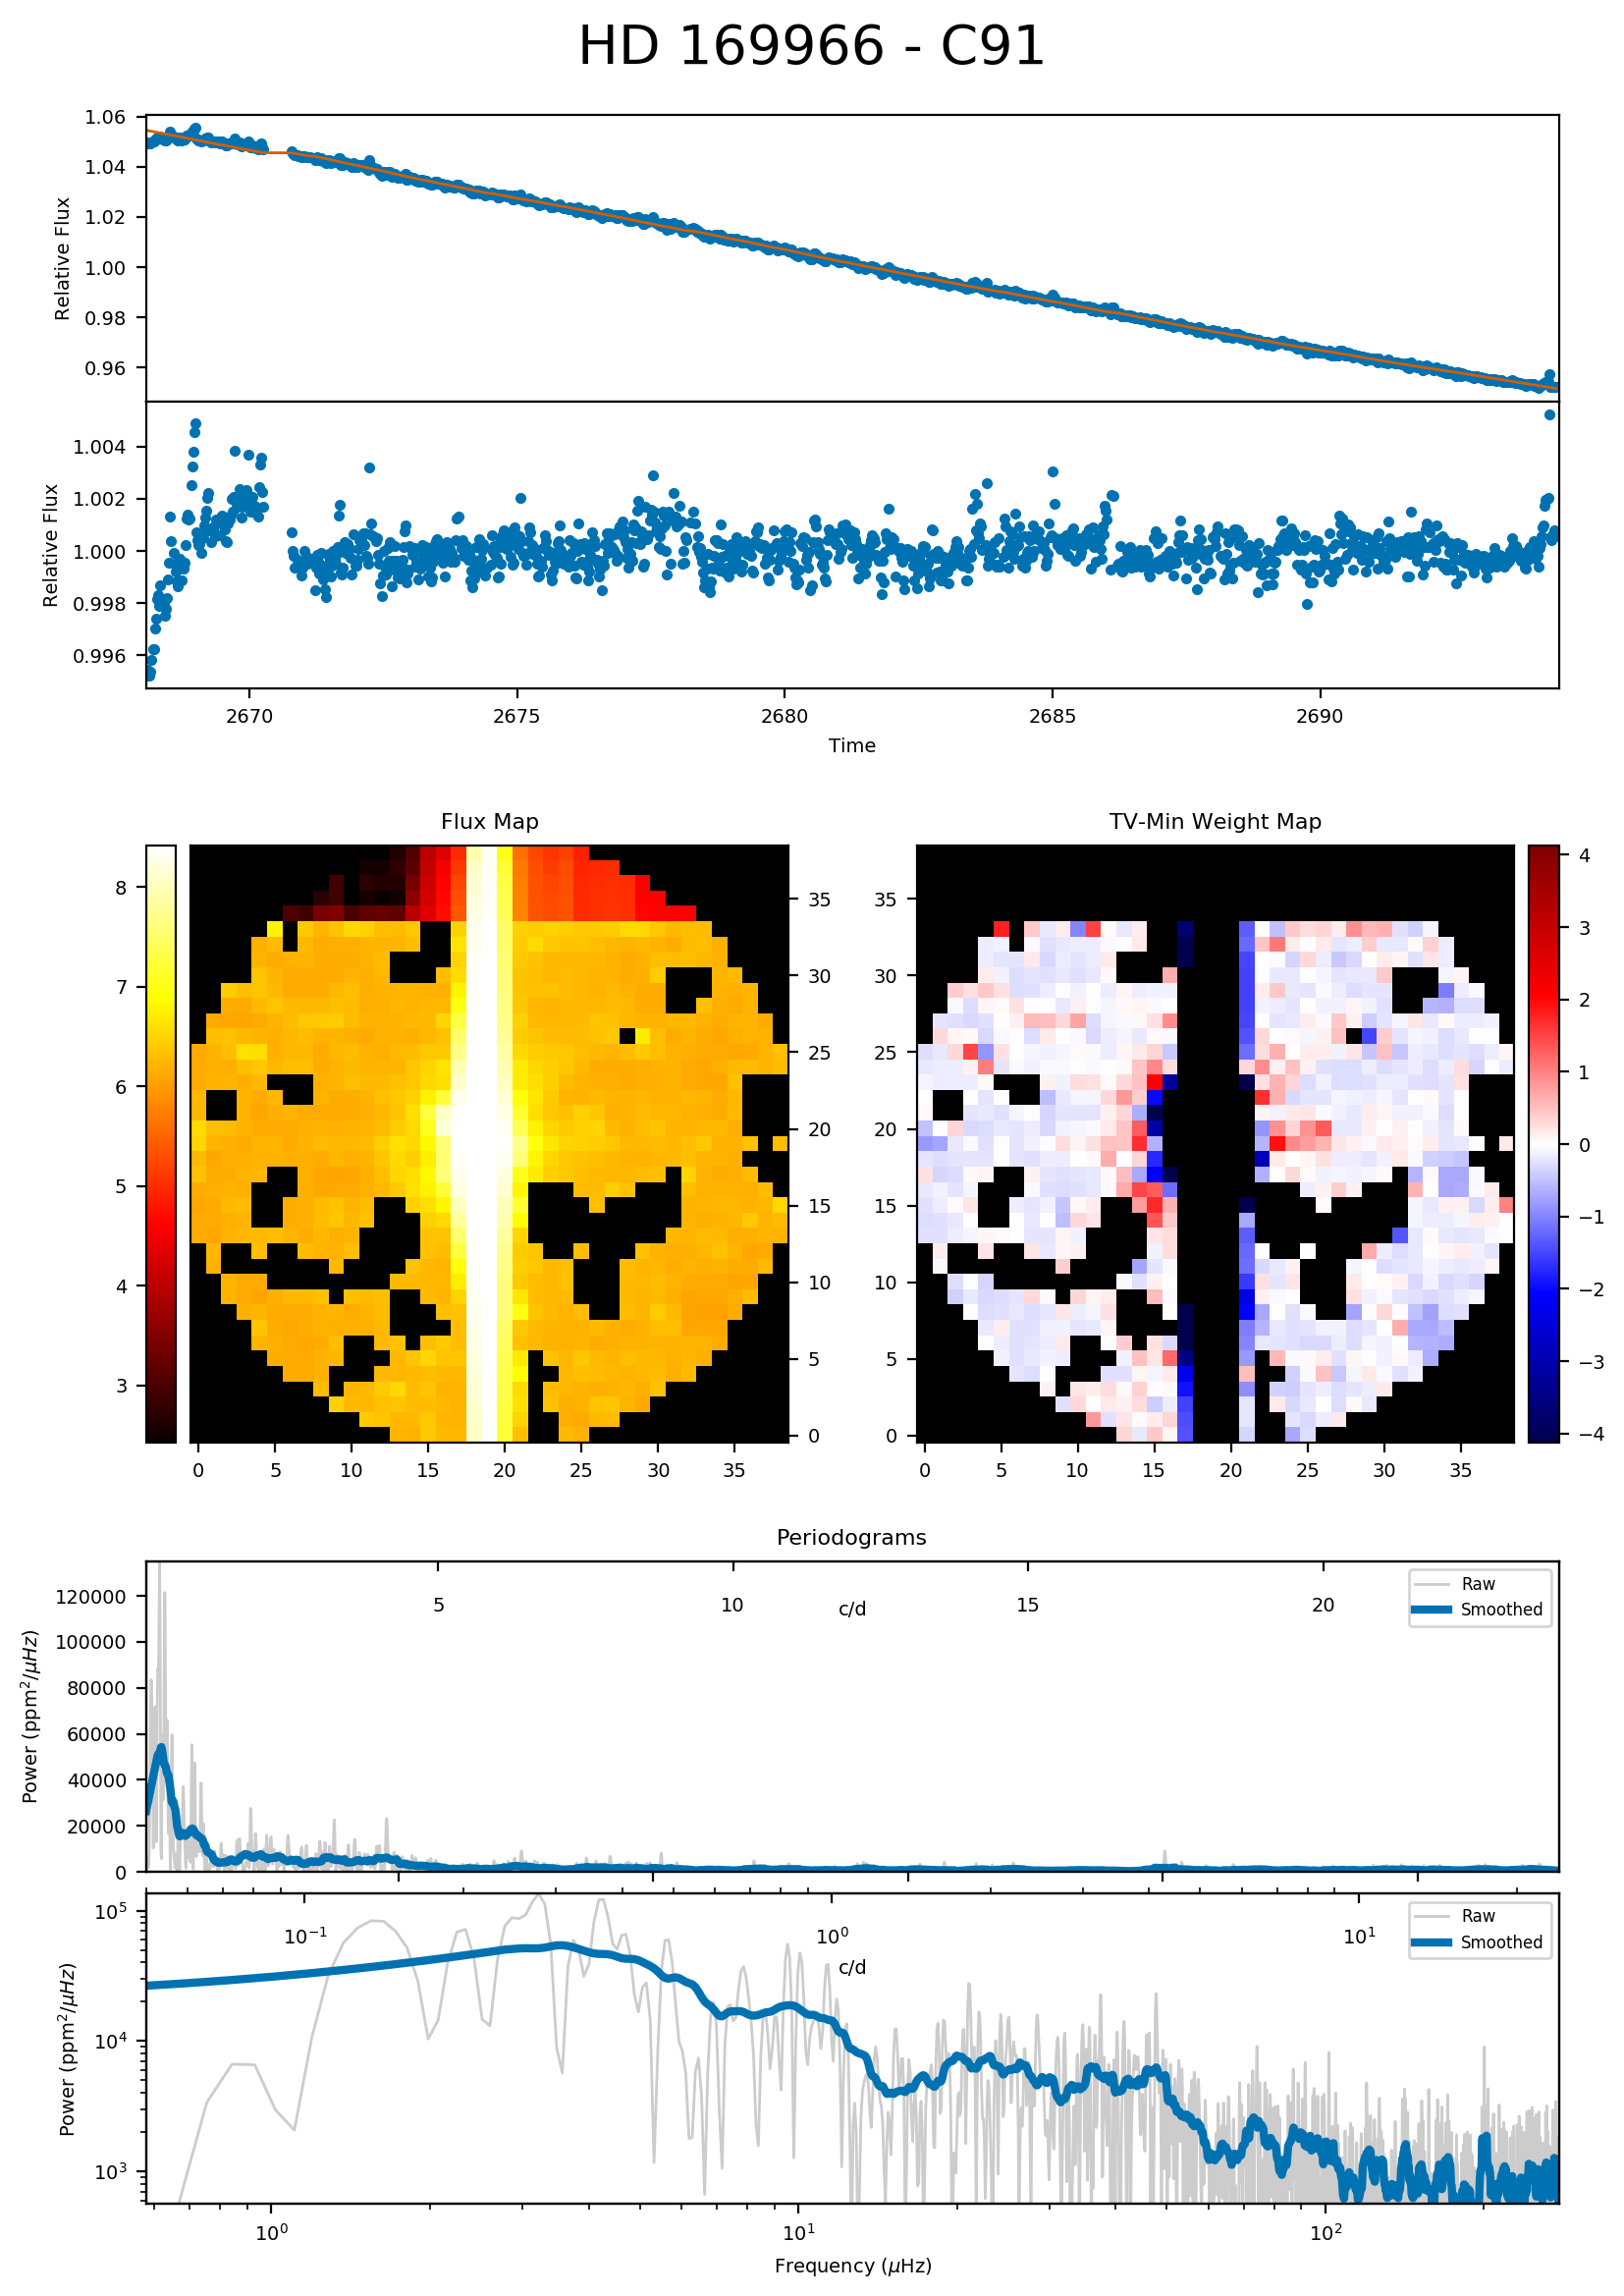 HD 169966 - C91
1.06
1.04
1.02
1.00
0.98
0.96
Relative Flux
1.004
1.002
1.000
0.998
0.996
Relative Flux
2670 2675 2680 2685 2690
Time
Flux Map
8
7
6
5
4
3
35
30
25
20
15
10
5
0
0 5 10 15 20 25 30 35
TV-Min Weight Map
35
30
25
20
15
10
5
0
4
3
2
1
0
−1
−2
−3
−4
0 5 10 15 20 25 30 35
Periodograms
120000
100000
80000
60000
40000
20000
0
Power (ppm²/μHz)
5 10 15 20
c/d
Raw
Smoothed
10⁵
10⁴
10³
Power (ppm²/μHz)
10⁻¹ 10⁰ 10¹
c/d
Raw
Smoothed
10⁰ 10¹ 10²
Frequency (μHz)